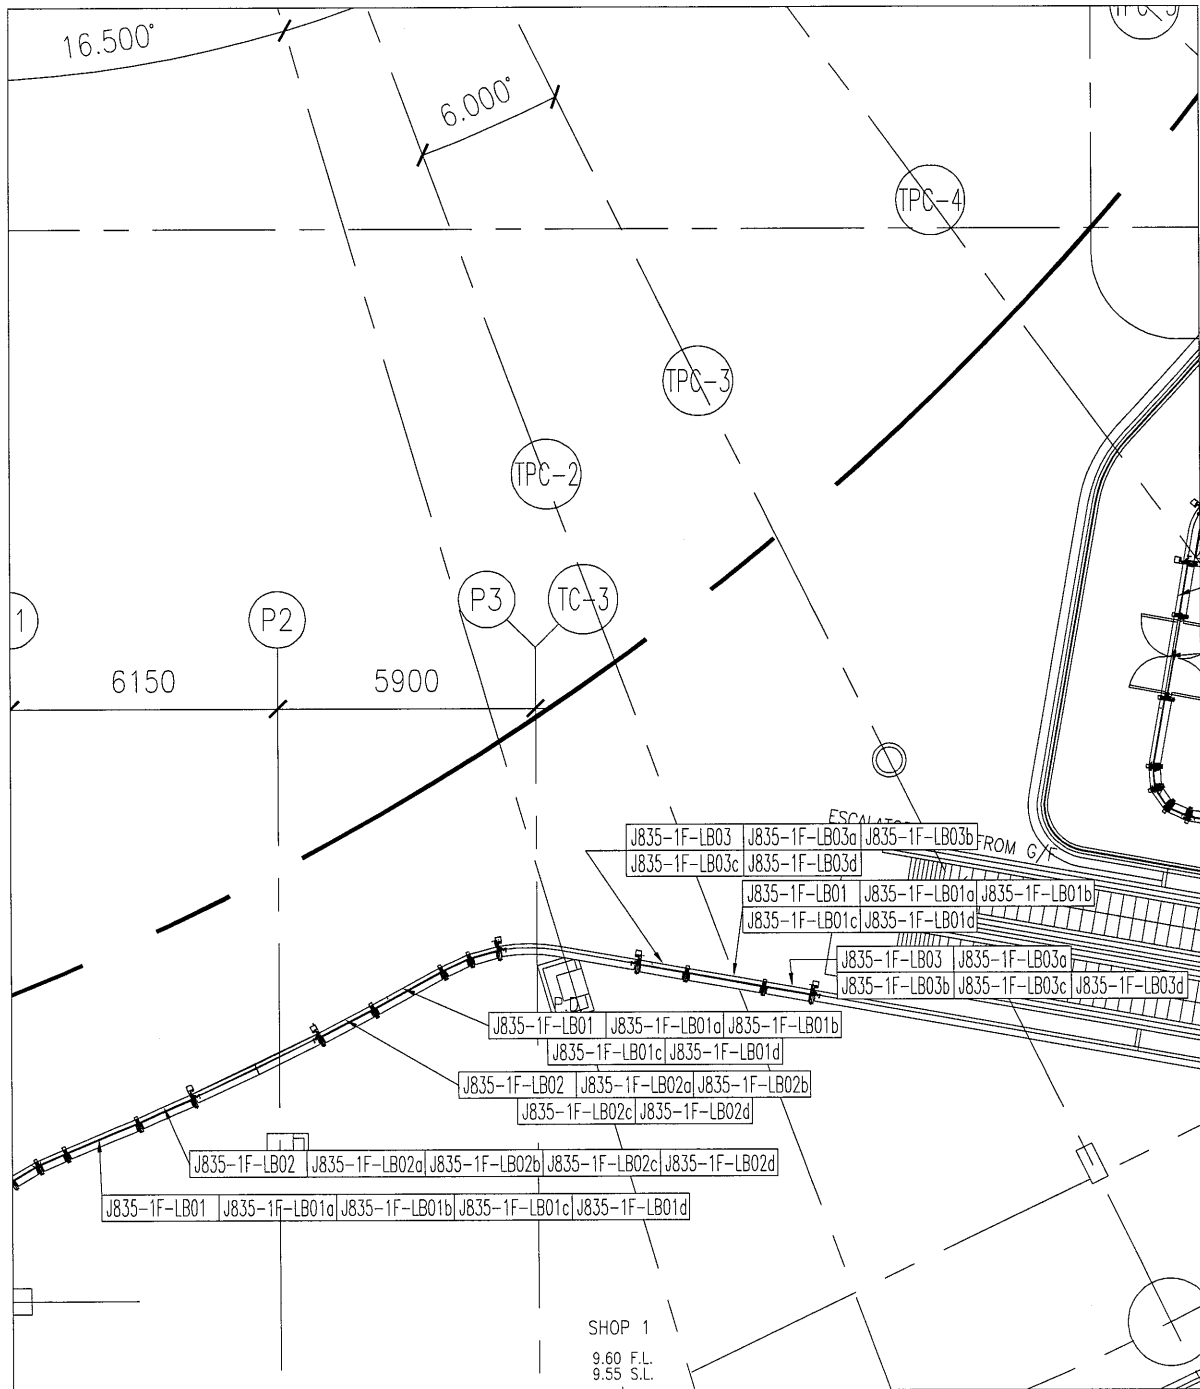 16.500°
6.000°
TPC-4
TPC-3
TPC-2
P3
TC-3
1
P2
6150
5900
J835-1F-LB03 J835-1F-LB03a J835-1F-LB03b
J835-1F-LB03c J835-1F-LB03d
FROM G/F
J835-1F-LB01 J835-1F-LB01a J835-1F-LB01b
J835-1F-LB01c J835-1F-LB01d
J835-1F-LB03 J835-1F-LB03a
J835-1F-LB03b J835-1F-LB03c J835-1F-LB03d
P.D.
J835-1F-LB01 J835-1F-LB01a J835-1F-LB01b
J835-1F-LB01c J835-1F-LB01d
J835-1F-LB02 J835-1F-LB02a J835-1F-LB02b
J835-1F-LB02c J835-1F-LB02d
J835-1F-LB02 J835-1F-LB02a J835-1F-LB02b J835-1F-LB02c J835-1F-LB02d
J835-1F-LB01 J835-1F-LB01a J835-1F-LB01b J835-1F-LB01c J835-1F-LB01d
SHOP 1
9.60 F.L.
9.55 S.L.